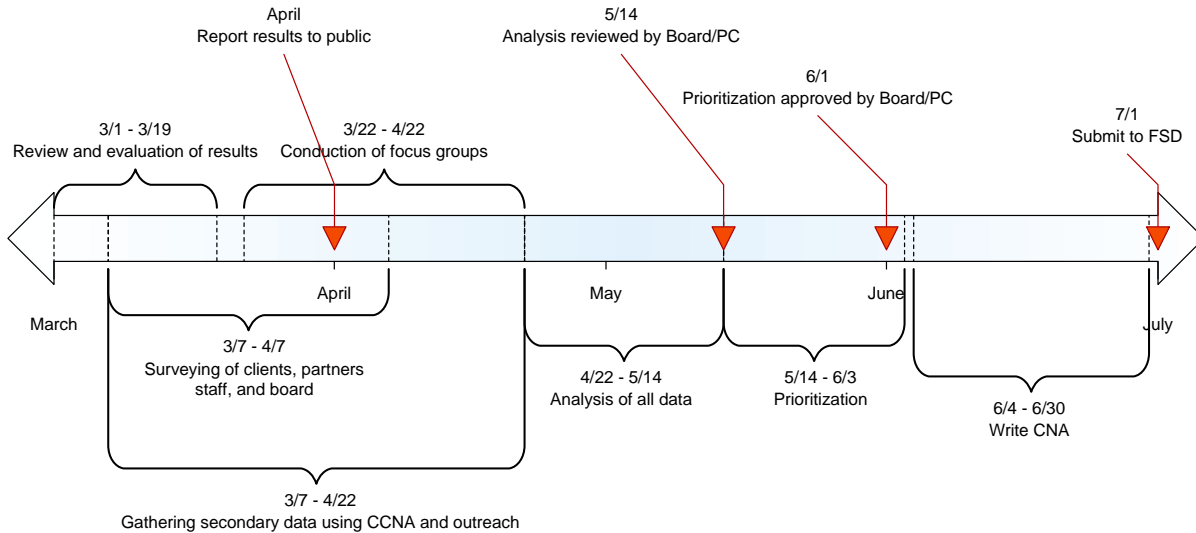 April
Report results to public
5/14
Analysis reviewed by Board/PC
6/1
Prioritization approved by Board/PC
7/1
Submit to FSD
3/1 - 3/19
Review and evaluation of results
3/22 - 4/22
Conduction of focus groups
March
April
May
June
July
3/7 - 4/7
Surveying of clients, partners
staff, and board
4/22 - 5/14
Analysis of all data
5/14 - 6/3
Prioritization
6/4 - 6/30
Write CNA
3/7 - 4/22
Gathering secondary data using CCNA and outreach